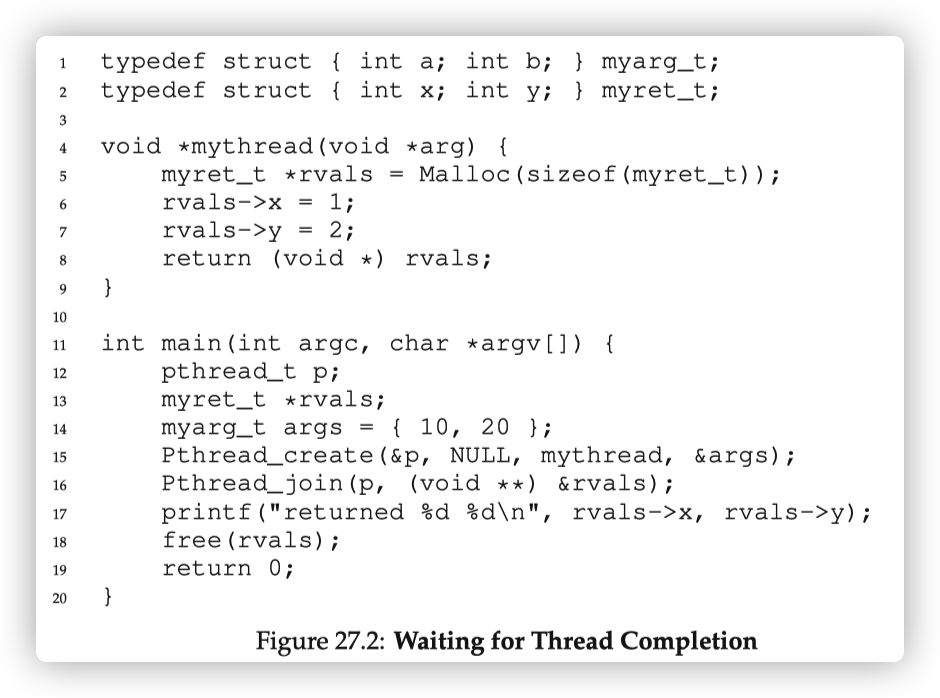 1 typedef struct { int a; int b; } myarg_t;
2 typedef struct { int x; int y; } myret_t;
3
4 void *mythread(void *arg) {
5     myret_t *rvals = Malloc(sizeof(myret_t));
6     rvals->x = 1;
7     rvals->y = 2;
8     return (void *) rvals;
9 }
10
11 int main(int argc, char *argv[]) {
12     pthread_t p;
13     myret_t *rvals;
14     myarg_t args = { 10, 20 };
15     Pthread_create(&p, NULL, mythread, &args);
16     Pthread_join(p, (void **) &rvals);
17     printf("returned %d %d\n", rvals->x, rvals->y);
18     free(rvals);
19     return 0;
20 }
Figure 27.2: Waiting for Thread Completion